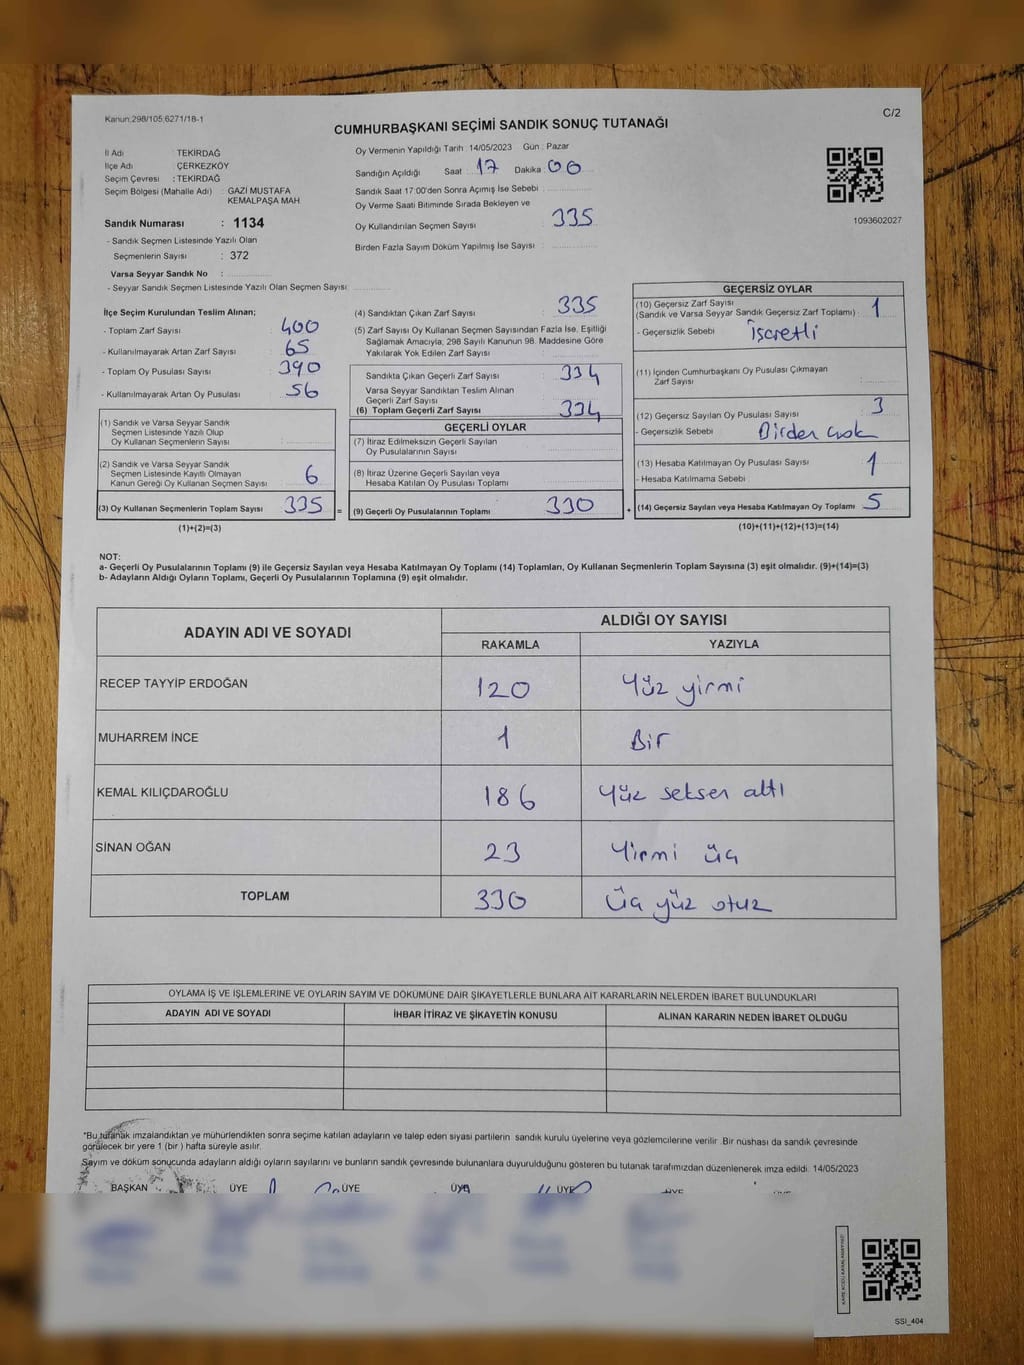 Kanun;298/105;6271/18-1
C/2
CUMHURBAŞKANI SEÇİMİ SANDIK SONUÇ TUTANAĞI
İl Adı : TEKİRDAĞ
İlçe Adı : ÇERKEZKÖY
Seçim Çevresi : TEKİRDAĞ
Seçim Bölgesi (Mahalle Adı) : GAZİ MUSTAFA
KEMALPAŞA MAH
Sandık Numarası : 1134
- Sandık Seçmen Listesinde Yazılı Olan
Seçmenlerin Sayısı : 372
Varsa Seyyar Sandık No :
- Seyyar Sandık Seçmen Listesinde Yazılı Olan Seçmen Sayısı:
Oy Vermenin Yapıldığı Tarih :14/05/2023 Gün : Pazar
Sandığın Açıldığı Saat : 17 Dakika : 00
Sandık Saat 17:00'den Sonra Açımış İse Sebebi :
Oy Verme Saati Bitiminde Sırada Bekleyen ve
Oy Kullandırılan Seçmen Sayısı : 335
Birden Fazla Sayım Döküm Yapılmış İse Sayısı :
1093602027
İlçe Seçim Kurulundan Teslim Alınan;
- Toplam Zarf Sayısı : 400
- Kullanılmayarak Artan Zarf Sayısı : 65
- Toplam Oy Pusulası Sayısı : 390
- Kullanılmayarak Artan Oy Pusulası : 56
(1) Sandık ve Varsa Seyyar Sandık
Seçmen Listesinde Yazılı Olup
Oy Kullanan Seçmenlerin Sayısı :
(2) Sandık ve Varsa Seyyar Sandık
Seçmen Listesinde Kayıtlı Olmayan
Kanun Gereği Oy Kullanan Seçmen Sayısı : 6
(3) Oy Kullanan Seçmenlerin Toplam Sayısı : 335 =
(1)+(2)=(3)
(4) Sandıktan Çıkan Zarf Sayısı : 335
(5) Zarf Sayısı Oy Kullanan Seçmen Sayısından Fazla İse, Eşitliği
Sağlamak Amacıyla, 298 Sayılı Kanunun 98. Maddesine Göre
Yakılarak Yok Edilen Zarf Sayısı :
Sandıkta Çıkan Geçerli Zarf Sayısı : 334
Varsa Seyyar Sandıktan Teslim Alınan
Geçerli Zarf Sayısı :
(6) Toplam Geçerli Zarf Sayısı : 334
GEÇERLİ OYLAR
(7) İtiraz Edilmeksizin Geçerli Sayılan
Oy Pusulalarının Sayısı :
(8) İtiraz Üzerine Geçerli Sayılan veya
Hesaba Katılan Oy Pusulası Toplamı :
(9) Geçerli Oy Pusulalarının Toplamı : 330 +
GEÇERSİZ OYLAR
(10) Geçersiz Zarf Sayısı
(Sandık ve Varsa Seyyar Sandık Geçersiz Zarf Toplamı) : 1
- Geçersizlik Sebebi : İşaretli
(11) İçinden Cumhurbaşkanı Oy Pusulası Çıkmayan
Zarf Sayısı :
(12) Geçersiz Sayılan Oy Pusulası Sayısı : 3
- Geçersizlik Sebebi : Birden çok
(13) Hesaba Katılmayan Oy Pusulası Sayısı : 1
- Hesaba Katılmama Sebebi :
(14) Geçersiz Sayılan veya Hesaba Katılmayan Oy Toplamı : 5
(10)+(11)+(12)+(13)=(14)
NOT:
a- Geçerli Oy Pusulalarının Toplamı (9) ile Geçersiz Sayılan veya Hesaba Katılmayan Oy Toplamı (14) Toplamları, Oy Kullanan Seçmenlerin Toplam Sayısına (3) eşit olmalıdır. (9)+(14)=(3)
b- Adayların Aldığı Oyların Toplamı, Geçerli Oy Pusulalarının Toplamına (9) eşit olmalıdır.
ADAYIN ADI VE SOYADI
ALDIĞI OY SAYISI
RAKAMLA YAZIYLA
RECEP TAYYİP ERDOĞAN 120 Yüz yirmi
MUHARREM İNCE 1 Bir
KEMAL KILIÇDAROĞLU 186 Yüz seksen altı
SİNAN OĞAN 23 Yirmi üç
TOPLAM 330 Üç yüz otuz
OYLAMA İŞ VE İŞLEMLERİNE VE OYLARIN SAYIM VE DÖKÜMÜNE DAİR ŞİKAYETLERLE BUNLARA AİT KARARLARIN NELERDEN İBARET BULUNDUKLARI
ADAYIN ADI VE SOYADI İHBAR İTİRAZ VE ŞİKAYETİN KONUSU ALINAN KARARIN NEDEN İBARET OLDUĞU
*Bu tutanak imzalandıktan ve mühürlendikten sonra seçime katılan adayların ve talep eden siyasi partilerin sandık kurulu üyelerine veya gözlemcilerine verilir .Bir nüshası da sandık çevresinde
görülecek bir yere 1 (bir ) hafta süreyle asılır.
Sayım ve döküm sonucunda adayların aldığı oyların sayılarını ve bunların sandık çevresinde bulunanlara duyurulduğunu gösteren bu tutanak tarafımızdan düzenlenerek imza edildi. 14/05/2023
BAŞKAN ÜYE ÜYE ÜYE ÜYE ÜYE ÜYE
SSI_404